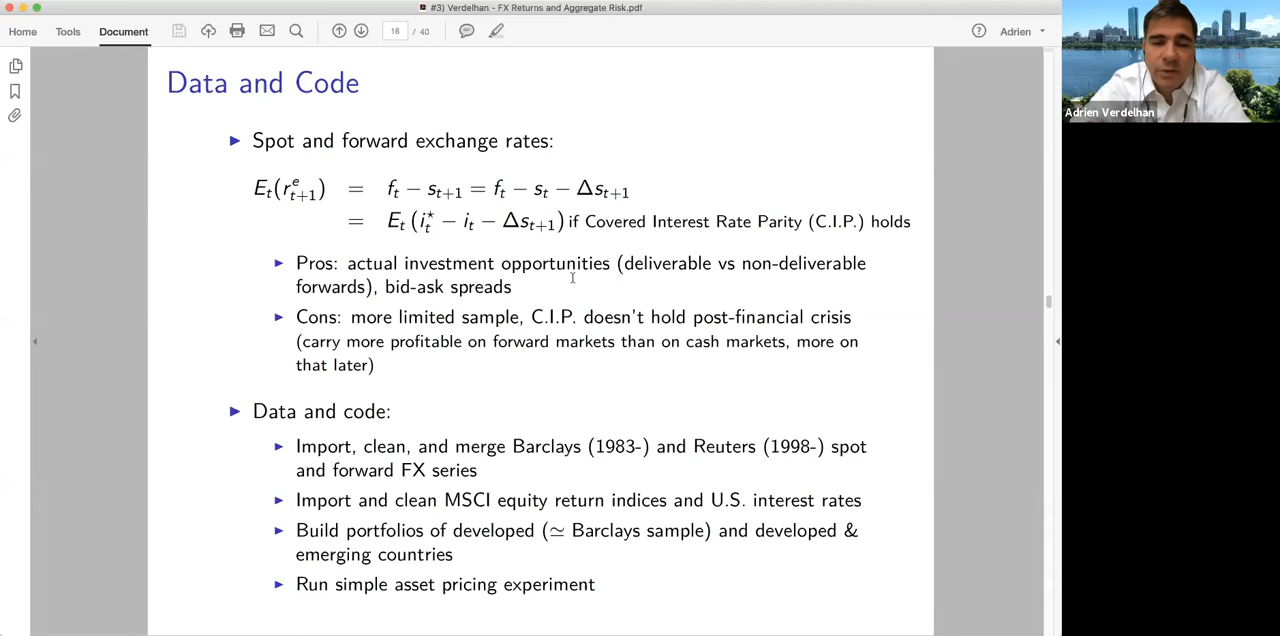 #3) Verdelhan - FX Returns and Aggregate Risk.pdf
Home Tools Document 18 / 40 Adrien
Data and Code
▶ Spot and forward exchange rates:
E_t(r^e_{t+1}) = f_t − s_{t+1} = f_t − s_t − Δs_{t+1}
= E_t (i^⋆_t − i_t − Δs_{t+1}) if Covered Interest Rate Parity (C.I.P.) holds
▶ Pros: actual investment opportunities (deliverable vs non-deliverable
forwards), bid-ask spreads
▶ Cons: more limited sample, C.I.P. doesn't hold post-financial crisis
(carry more profitable on forward markets than on cash markets, more on
that later)
▶ Data and code:
▶ Import, clean, and merge Barclays (1983-) and Reuters (1998-) spot
and forward FX series
▶ Import and clean MSCI equity return indices and U.S. interest rates
▶ Build portfolios of developed (≃ Barclays sample) and developed &
emerging countries
▶ Run simple asset pricing experiment
Adrien Verdelhan